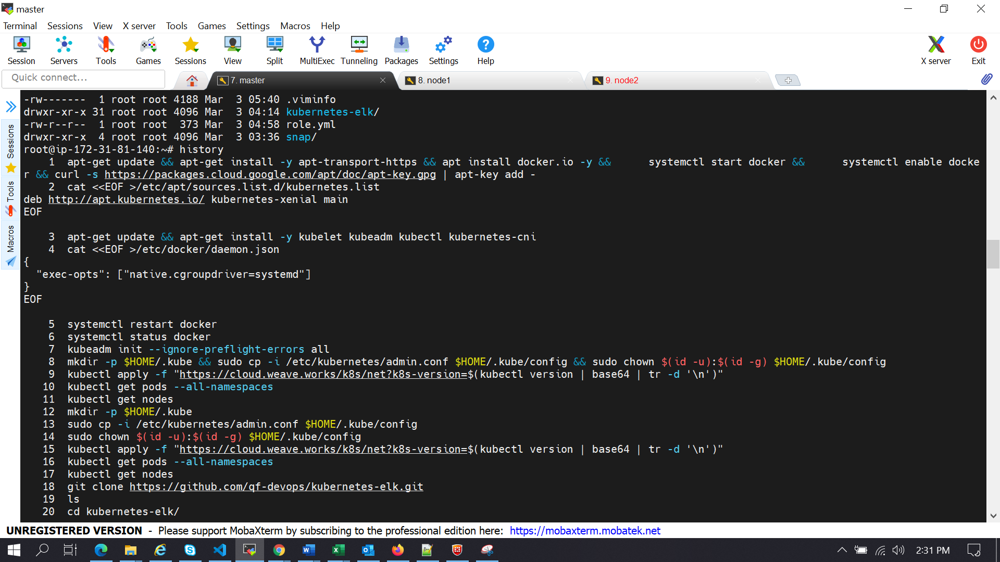 master
Terminal Sessions View X server Tools Games Settings Macros Help
Session Servers Tools Games Sessions View Split MultiExec Tunneling Packages Settings Help X server Exit
Quick connect...
7. master
8. node1
9. node2
Sessions
Tools
Macros
-rw------- 1 root root 4188 Mar 3 05:40 .viminfo
drwxr-xr-x 31 root root 4096 Mar 3 04:14 kubernetes-elk/
-rw-r--r-- 1 root root 373 Mar 3 04:58 role.yml
drwxr-xr-x 4 root root 4096 Mar 3 03:36 snap/
root@ip-172-31-81-140:~# history
1 apt-get update && apt-get install -y apt-transport-https && apt install docker.io -y && systemctl start docker && systemctl enable docke
r && curl -s https://packages.cloud.google.com/apt/doc/apt-key.gpg | apt-key add -
2 cat <<EOF >/etc/apt/sources.list.d/kubernetes.list
deb http://apt.kubernetes.io/ kubernetes-xenial main
EOF
3 apt-get update && apt-get install -y kubelet kubeadm kubectl kubernetes-cni
4 cat <<EOF >/etc/docker/daemon.json
{
"exec-opts": ["native.cgroupdriver=systemd"]
}
EOF
5 systemctl restart docker
6 systemctl status docker
7 kubeadm init --ignore-preflight-errors all
8 mkdir -p $HOME/.kube && sudo cp -i /etc/kubernetes/admin.conf $HOME/.kube/config && sudo chown $(id -u):$(id -g) $HOME/.kube/config
9 kubectl apply -f "https://cloud.weave.works/k8s/net?k8s-version=$(kubectl version | base64 | tr -d '\n')"
10 kubectl get pods --all-namespaces
11 kubectl get nodes
12 mkdir -p $HOME/.kube
13 sudo cp -i /etc/kubernetes/admin.conf $HOME/.kube/config
14 sudo chown $(id -u):$(id -g) $HOME/.kube/config
15 kubectl apply -f "https://cloud.weave.works/k8s/net?k8s-version=$(kubectl version | base64 | tr -d '\n')"
16 kubectl get pods --all-namespaces
17 kubectl get nodes
18 git clone https://github.com/qf-devops/kubernetes-elk.git
19 ls
20 cd kubernetes-elk/
UNREGISTERED VERSION - Please support MobaXterm by subscribing to the professional edition here: https://mobaxterm.mobatek.net
2:31 PM